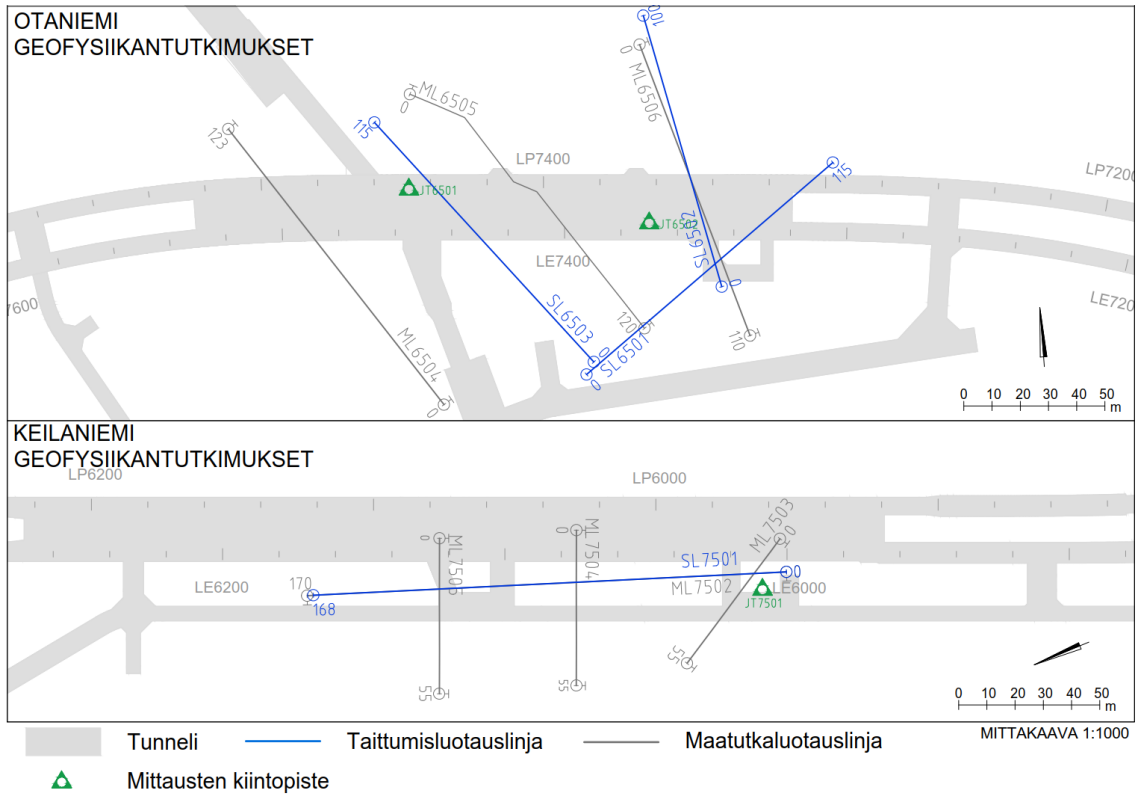 OTANIEMI
GEOFYSIIKANTUTKIMUKSET
100
0
ML6506
0
ML6505
123
115
LP7400
115
LP7200
JT6501
JT6502
SL6502
LE7400
0
7600
LE720
SL6503
120
110
ML6504
0
SL6501
0
0
0 10 20 30 40 50
m
KEILANIEMI
GEOFYSIIKANTUTKIMUKSET
LP6200
LP6000
0
ML7506
0
ML7504
ML7503
0
SL7501
0
170
LE6200
168
ML7502
LE6000
JT7501
55
55
55
0 10 20 30 40 50
m
MITTAKAAVA 1:1000
Tunneli
Taittumisluotauslinja
Maatutkaluotauslinja
Mittausten kiintopiste